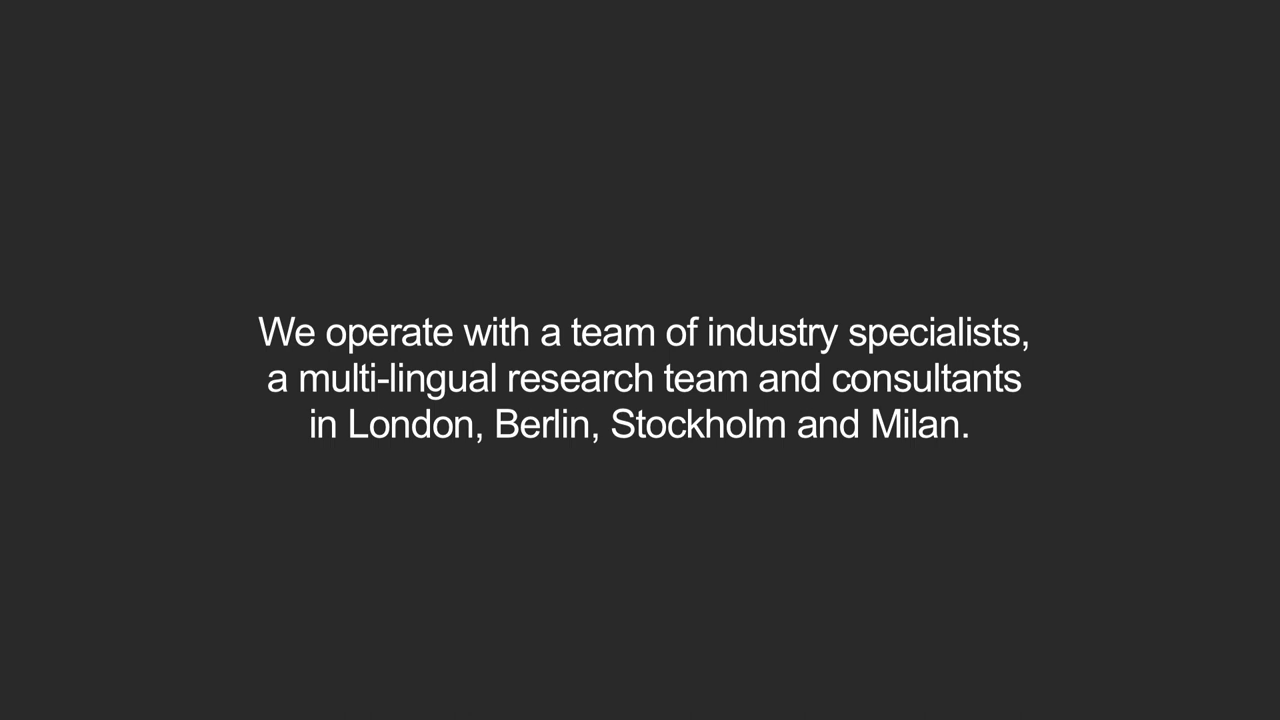 We operate with a team of industry specialists,
a multi-lingual research team and consultants
in London, Berlin, Stockholm and Milan.